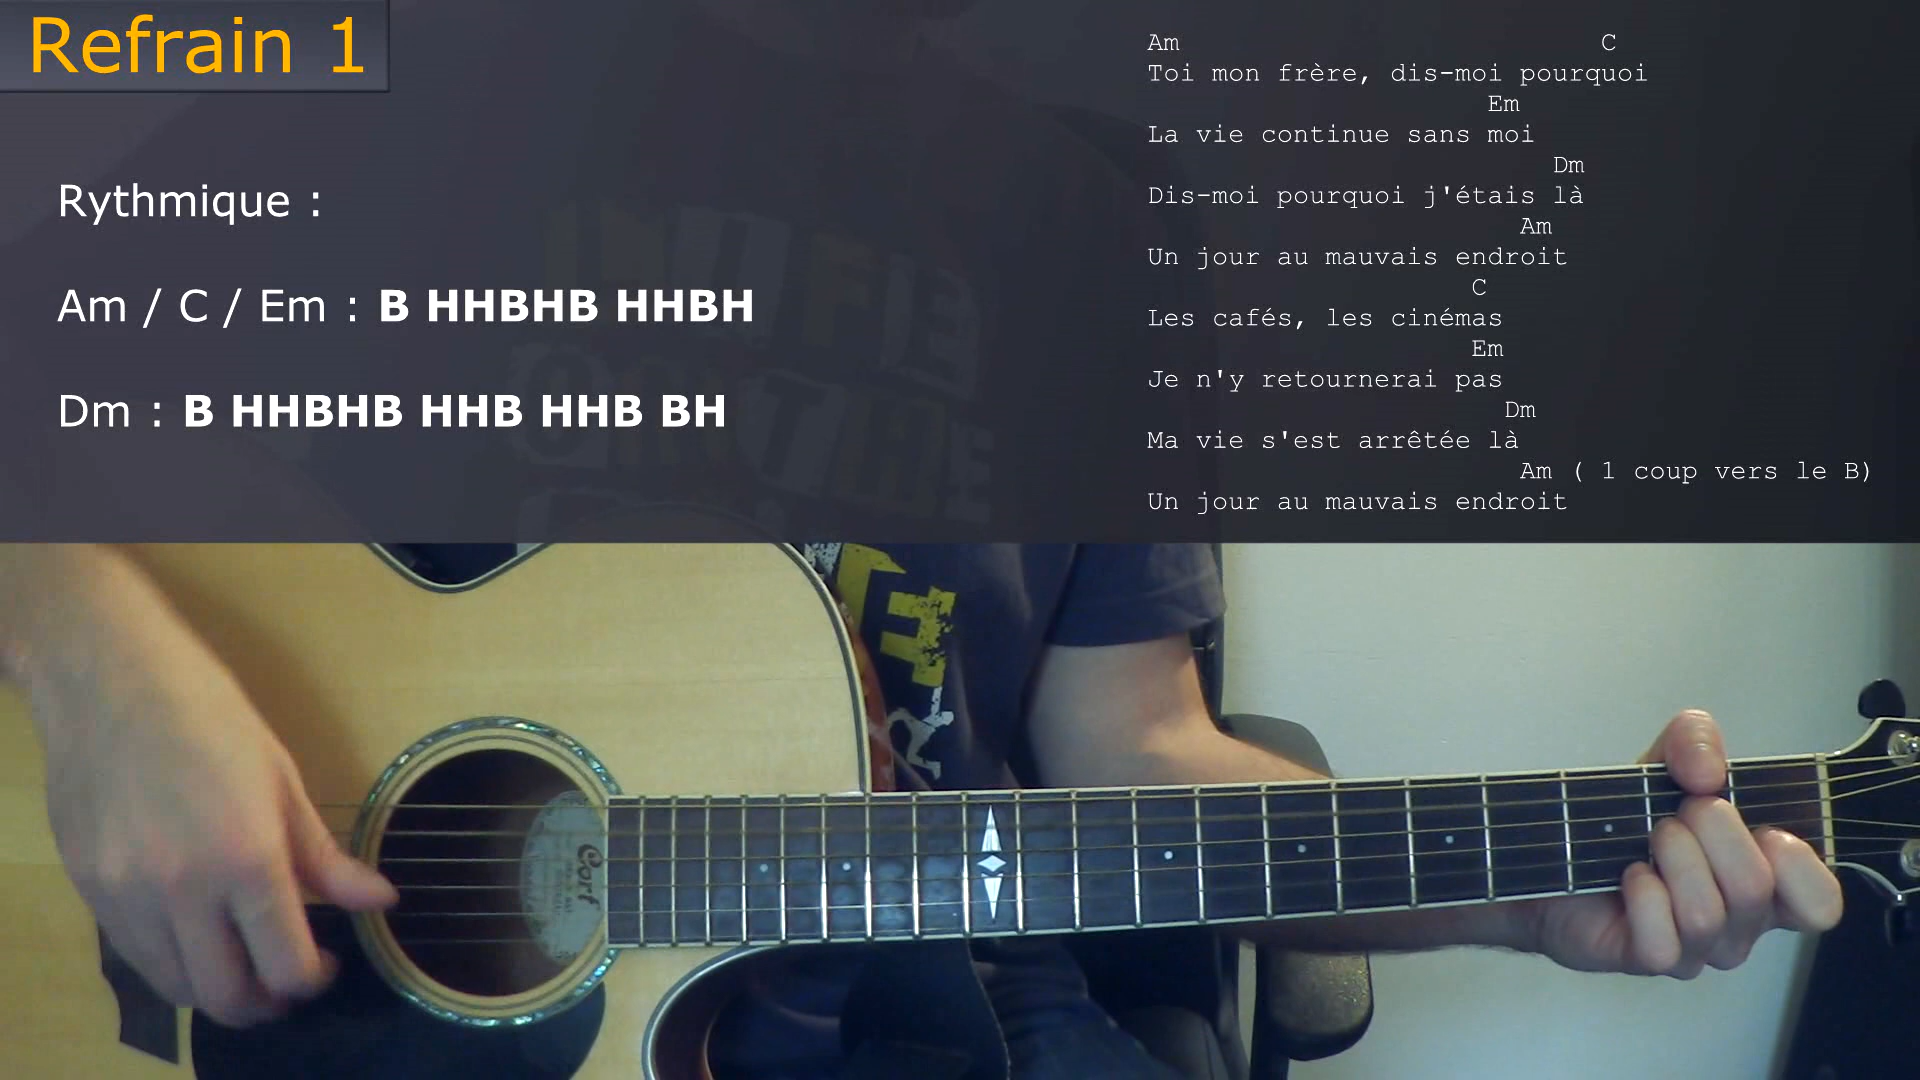 Refrain 1
Rythmique :
Am / C / Em : B HHBHB HHBH
Dm : B HHBHB HHB HHB BH
Am C
Toi mon frère, dis-moi pourquoi
Em
La vie continue sans moi
Dm
Dis-moi pourquoi j'étais là
Am
Un jour au mauvais endroit
C
Les cafés, les cinémas
Em
Je n'y retournerai pas
Dm
Ma vie s'est arrêtée là
Am ( 1 coup vers le B)
Un jour au mauvais endroit
Cort